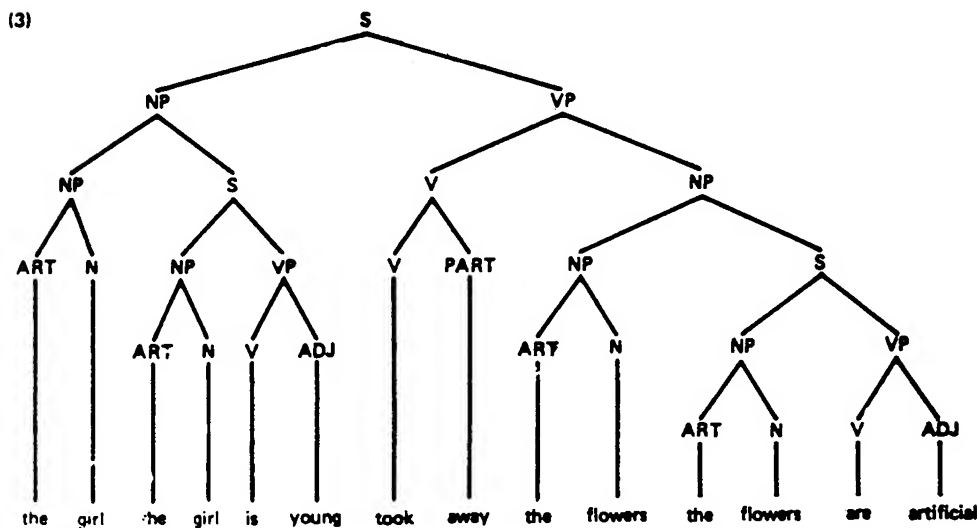 (3) S
NP VP
NP S V NP
ART N NP VP V PART NP S
ART N V ADJ ART N NP VP
ART N V ADJ
the girl the girl is young took away the flowers the flowers are artificial